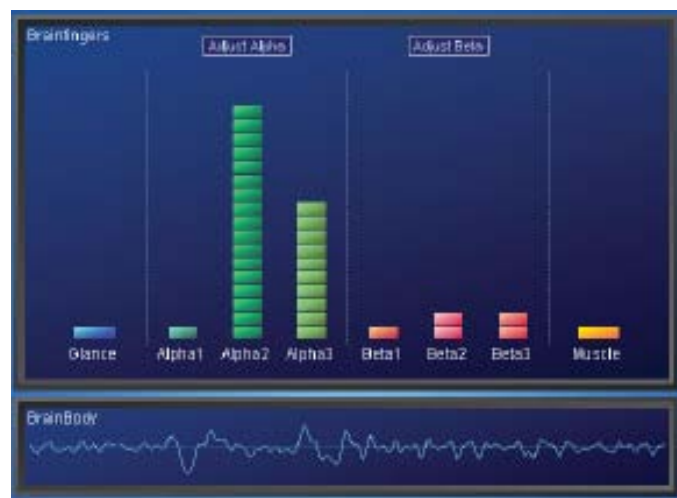 Brainfingers
Adjust Alpha Adjust Beta
Glance Alpha1 Alpha2 Alpha3 Beta1 Beta2 Beta3 Muscle
BrainBody